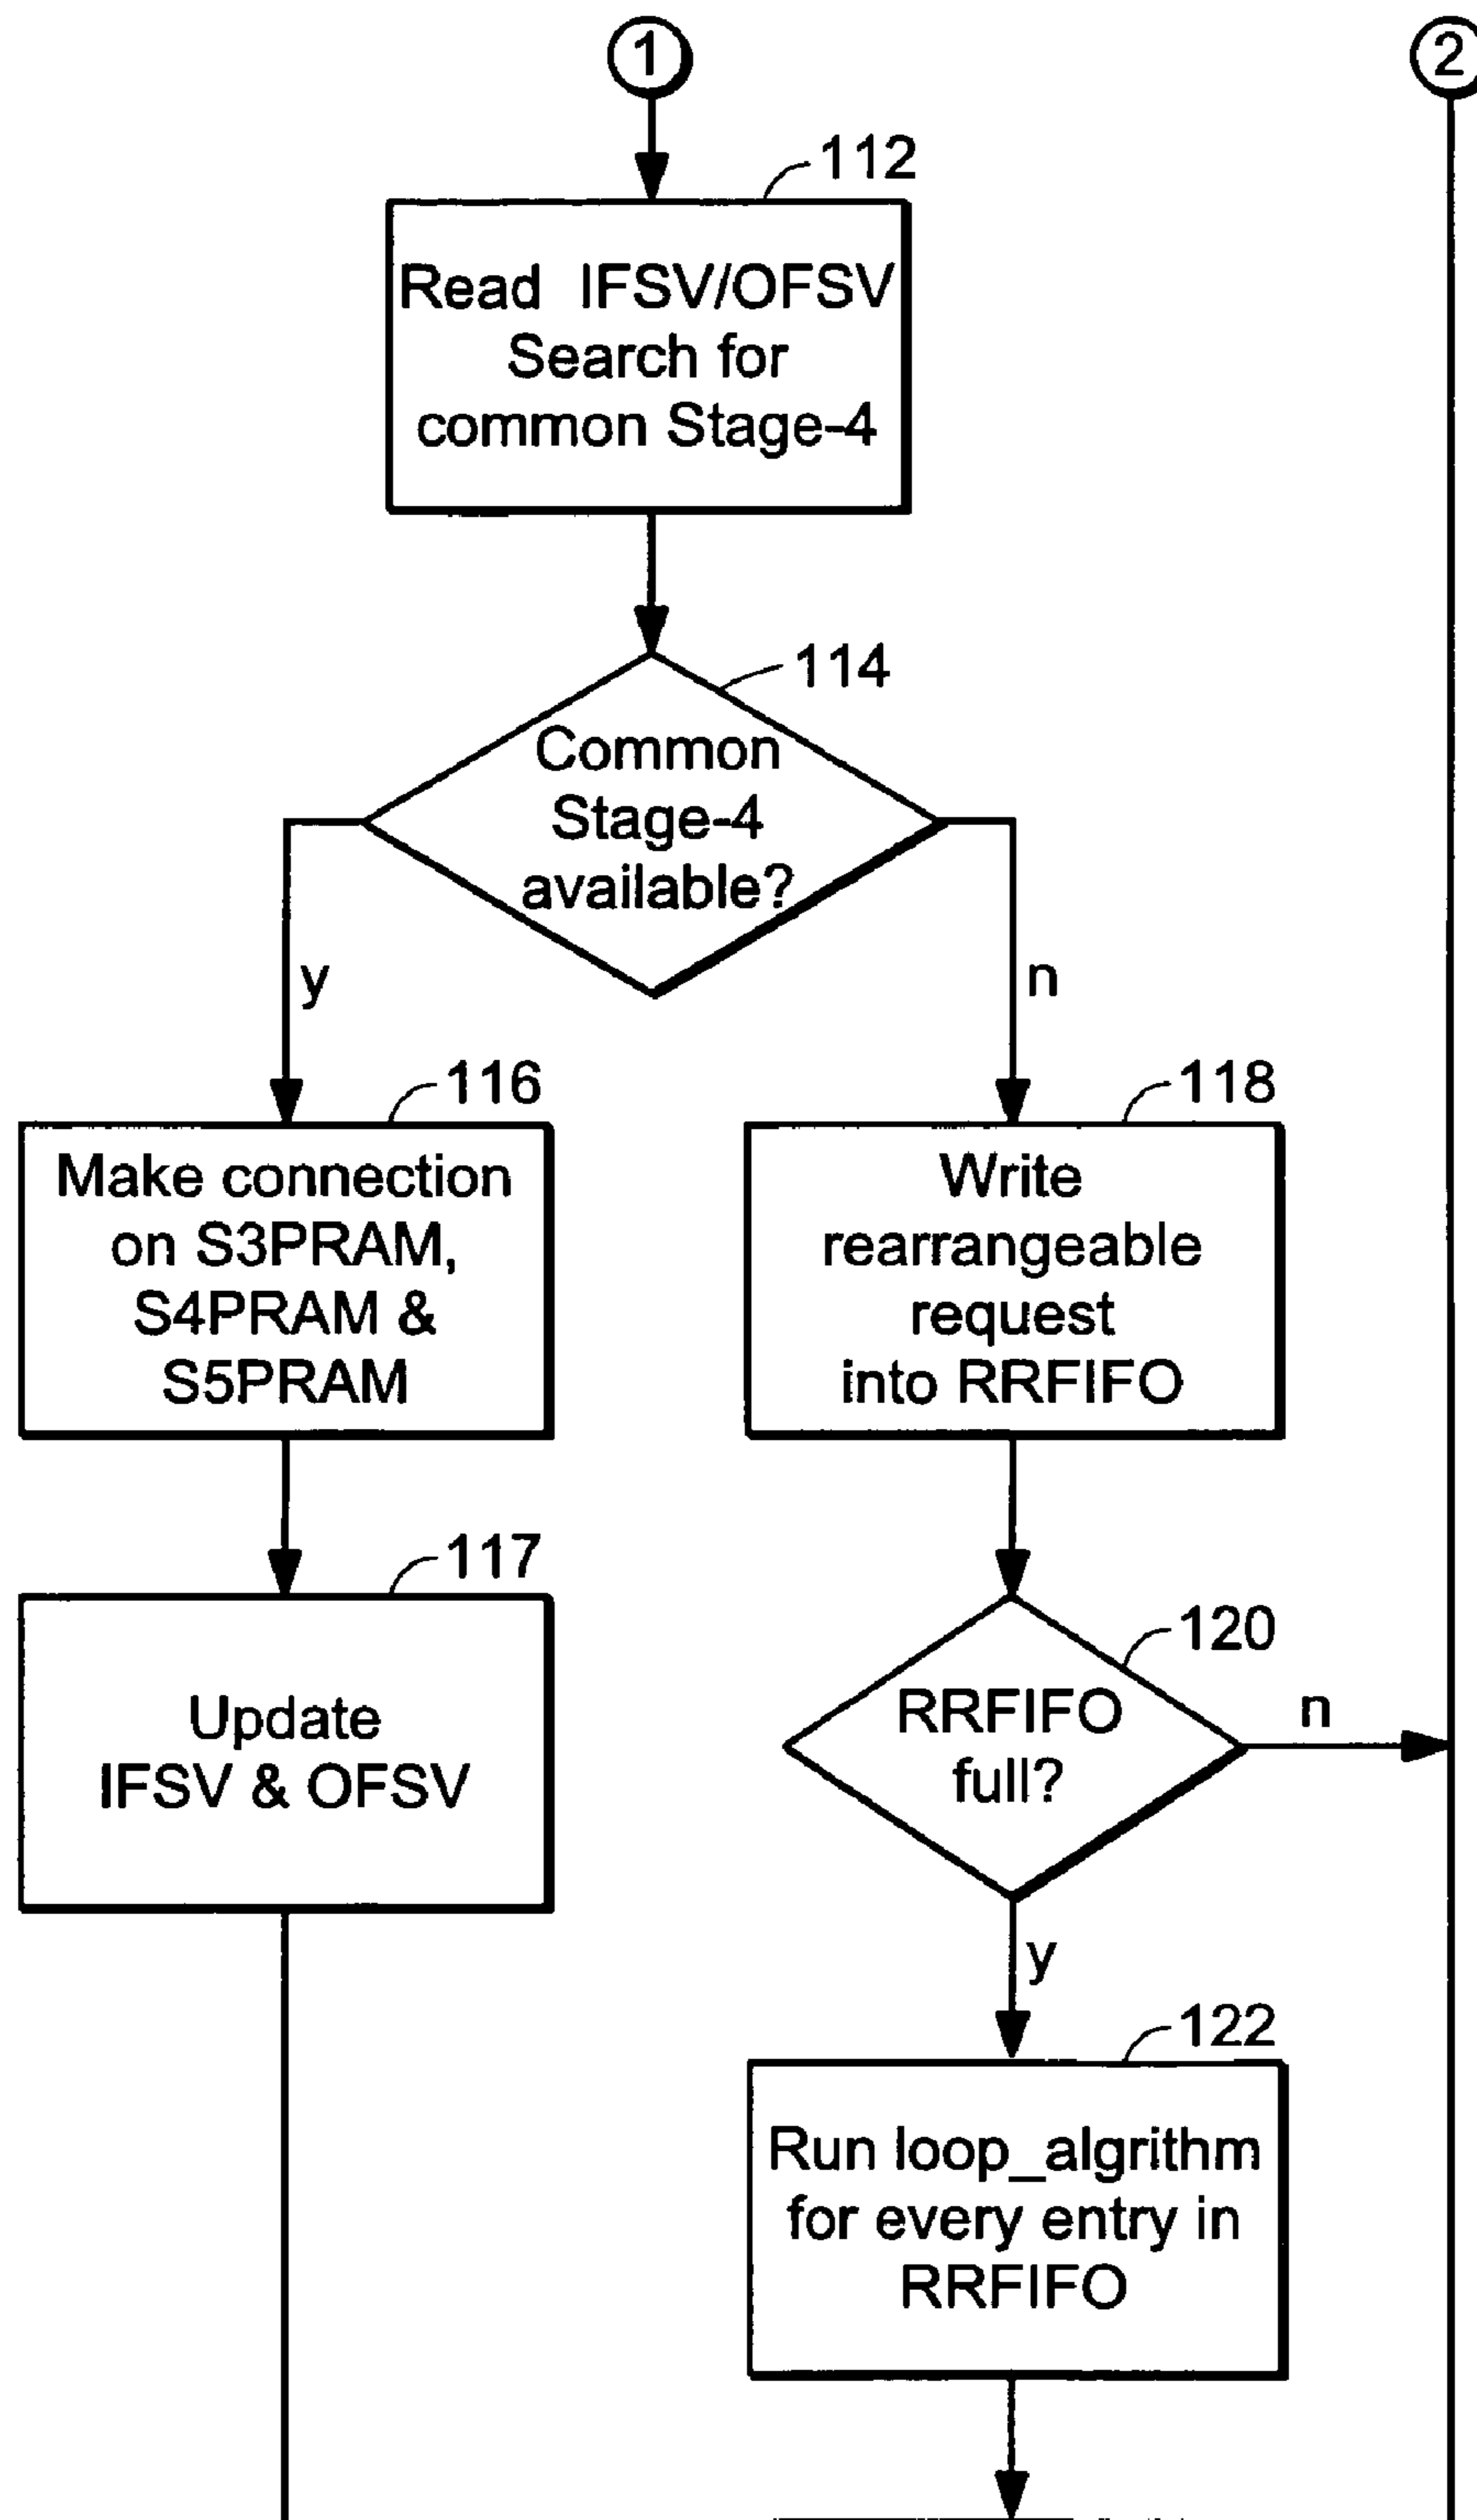 1
2
112
Read IFSV/OFSV
Search for
common Stage-4
114
Common
Stage-4
available?
y
n
116
Make connection
on S3PRAM,
S4PRAM &
S5PRAM
118
Write
rearrangeable
request
into RRFIFO
117
Update
IFSV & OFSV
120
RRFIFO
full?
n
y
122
Run loop_algrithm
for every entry in
RRFIFO